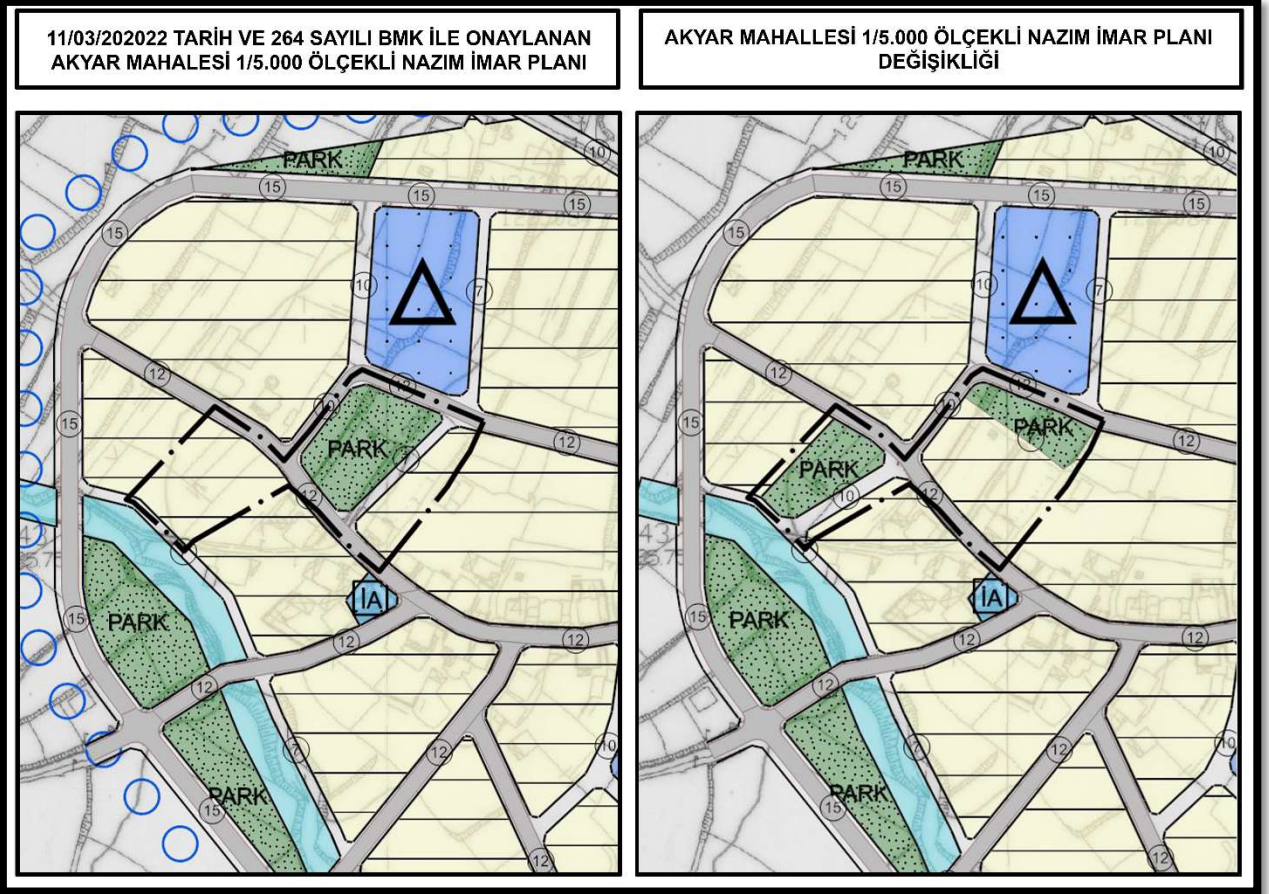 11/03/202022 TARİH VE 264 SAYILI BMK İLE ONAYLANAN
AKYAR MAHALESİ 1/5.000 ÖLÇEKLİ NAZIM İMAR PLANI
AKYAR MAHALLESİ 1/5.000 ÖLÇEKLİ NAZIM İMAR PLANI
DEĞİŞİKLİĞİ
PARK
10
15
15
15
15
10
7
12
12
PARK
15
12
12
İA
PARK
15
12
12
12
7
12
10
PARK
15
12
PARK
10
15
15
15
15
10
7
12
12
PARK
12
PARK
15
10
12
İA
PARK
15
12
12
12
7
12
10
PARK
15
12